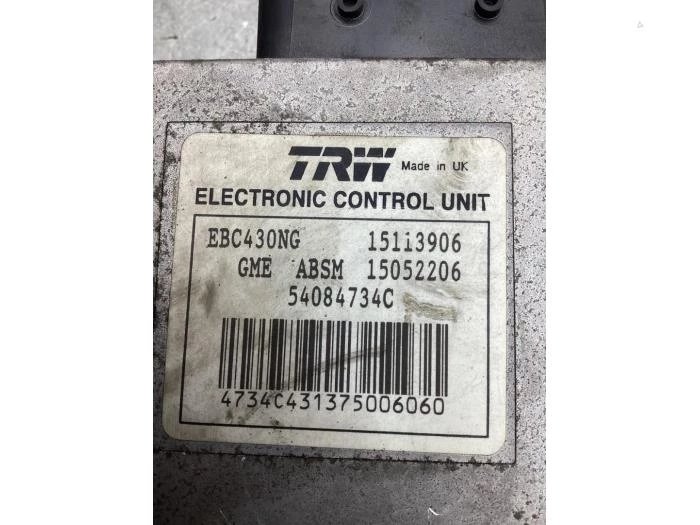 TRW Made in UK
ELECTRONIC CONTROL UNIT
EBC430NG 15113906
GME ABSM 15052206
54084734C
4734C431375006060